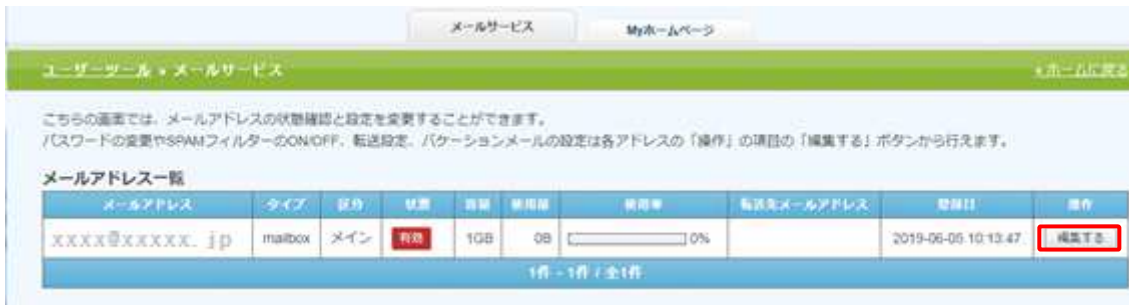 メールサービス Myホームページ
ユーザーツール » メールサービス «ホームに戻る
こちらの画面では、メールアドレスの状態確認と設定を変更することができます。
パスワードの変更やSPAMフィルターのON/OFF、転送設定、バケーションメールの設定は各アドレスの「操作」の項目の「編集する」ボタンから行えます。
メールアドレス一覧
メールアドレス タイプ 区分 状態 容量 使用量 使用率 転送先メールアドレス 登録日 操作
xxxx@xxxxx.jp mailbox メイン 有効 1GB 0B 0% 2019-06-05 10:13:47 編集する
1件 - 1件 / 全1件